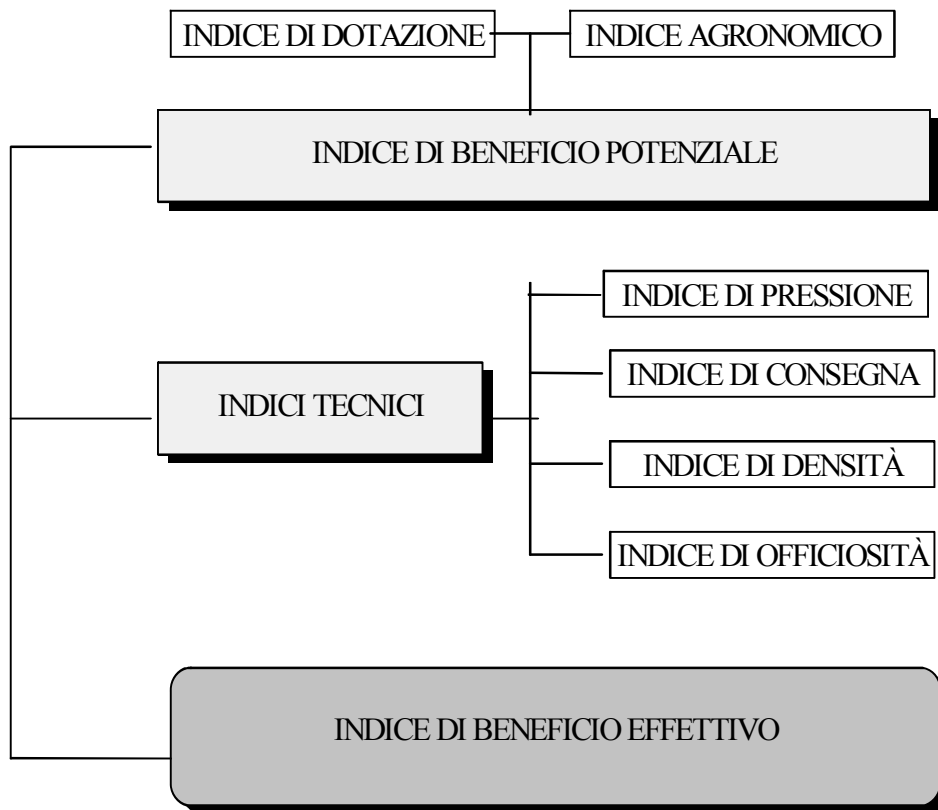 INDICE DI DOTAZIONE
INDICE AGRONOMICO
INDICE DI BENEFICIO POTENZIALE
INDICE DI PRESSIONE
INDICE DI CONSEGNA
INDICI TECNICI
INDICE DI DENSITÀ
INDICE DI OFFICIOSITÀ
INDICE DI BENEFICIO EFFETTIVO